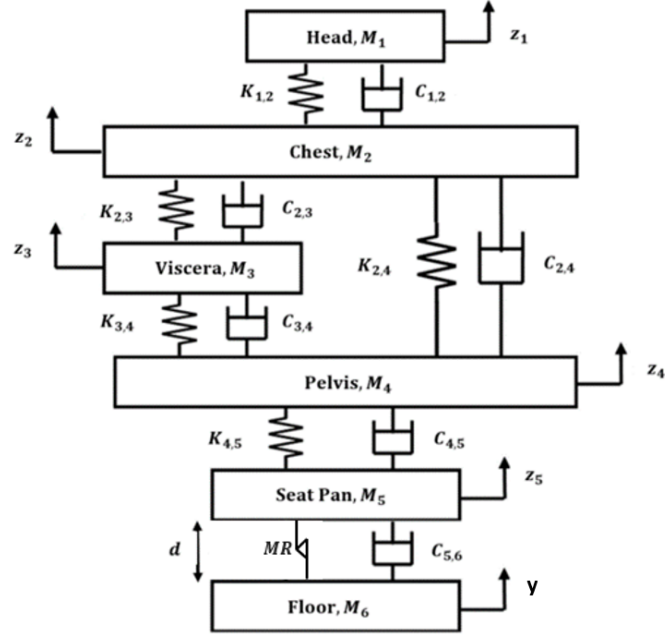 Head, M₁
z₁
K₁,₂
C₁,₂
z₂
Chest, M₂
K₂,₃
C₂,₃
z₃
Viscera, M₃
K₂,₄
C₂,₄
K₃,₄
C₃,₄
Pelvis, M₄
z₄
K₄,₅
C₄,₅
Seat Pan, M₅
z₅
d
MR
C₅,₆
Floor, M₆
y